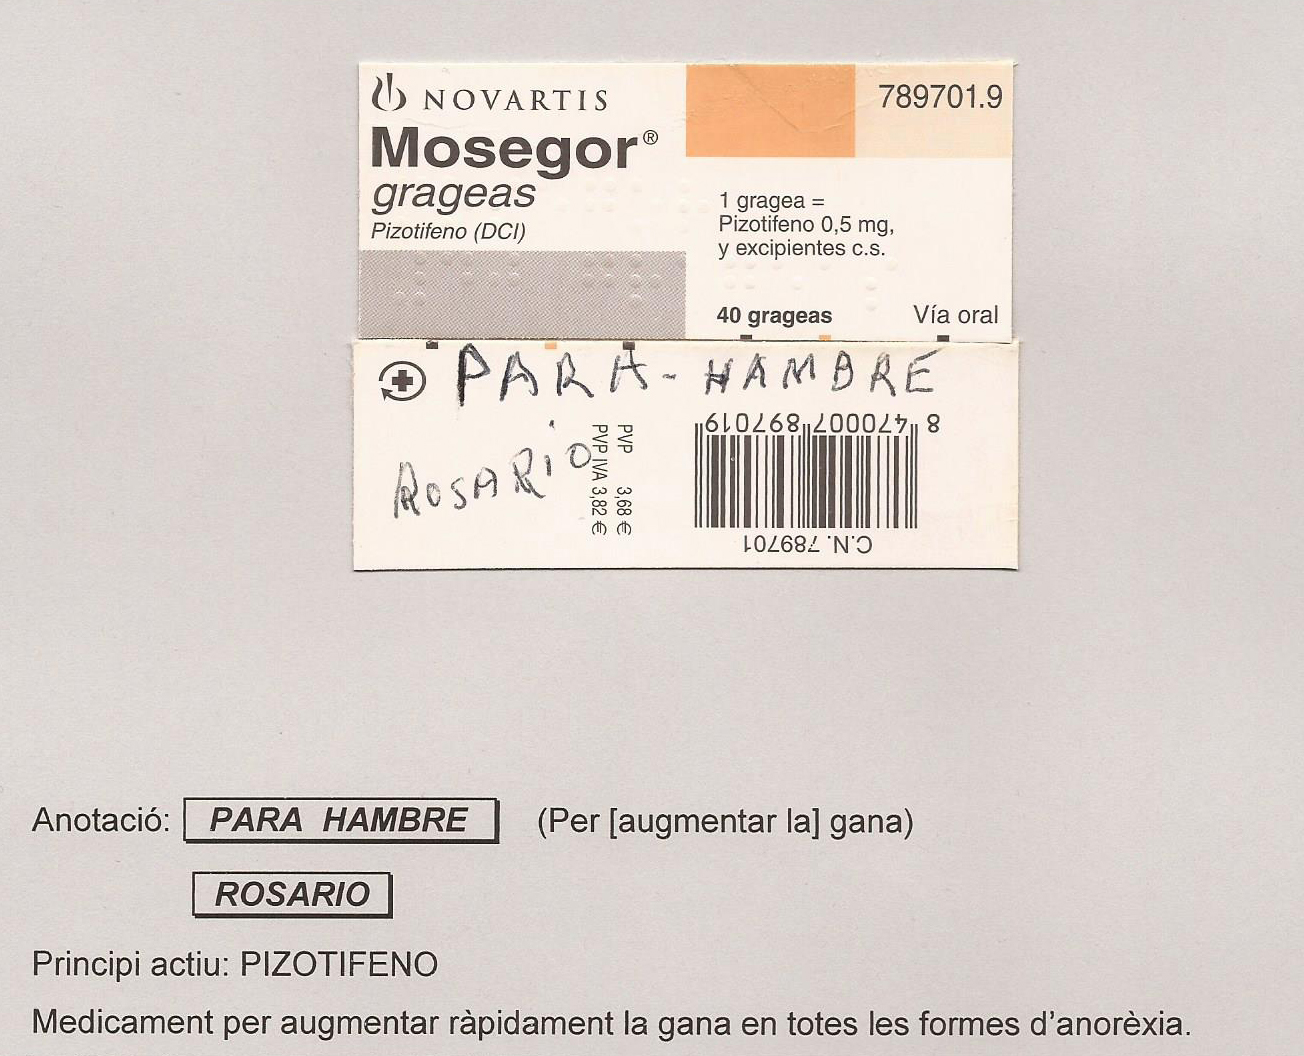 NOVARTIS
Mosegor®
grageas
Pizotifeno (DCI)
789701.9
1 gragea =
Pizotifeno 0,5 mg,
y excipientes c.s.
40 grageas
Vía oral
PARA-HAMBRE
ROSARIO
PVP 3,68 €
PVP IVA 3,82 €
8 470007 897019
C.N. 789701
Anotació: PARA HAMBRE (Per [augmentar la] gana)
ROSARIO
Principi actiu: PIZOTIFENO
Medicament per augmentar ràpidament la gana en totes les formes d'anorèxia.